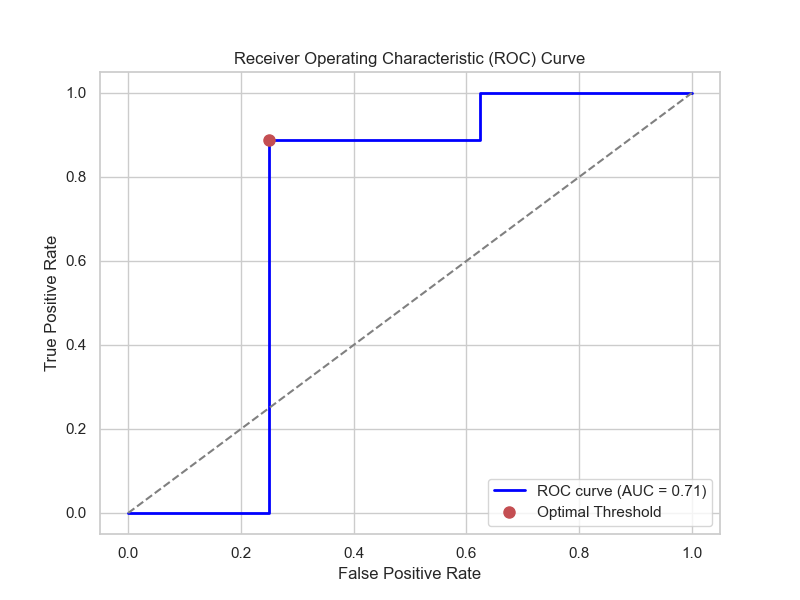 Receiver Operating Characteristic (ROC) Curve
1.0
0.8
0.6
0.4
0.2
0.0
True Positive Rate
0.0 0.2 0.4 0.6 0.8 1.0
False Positive Rate
ROC curve (AUC = 0.71)
Optimal Threshold